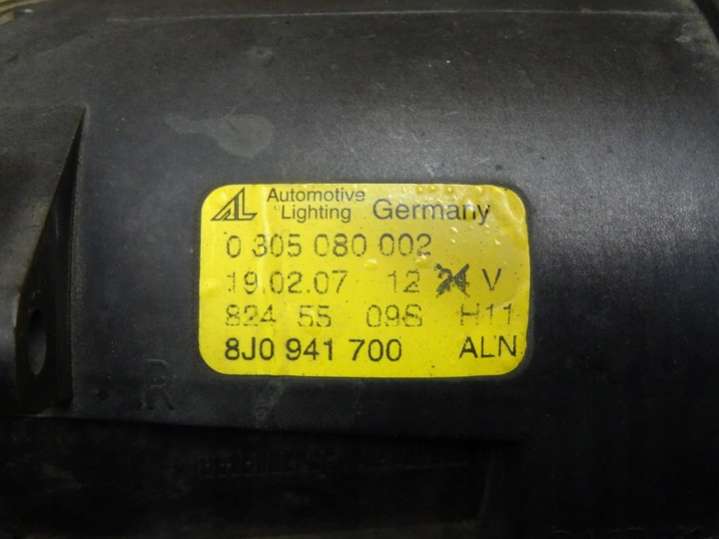 AL Automotive Lighting Germany
0 305 080 002
19.02.07 12 24 V
824 55 09S H11
8J0 941 700 ALN
R